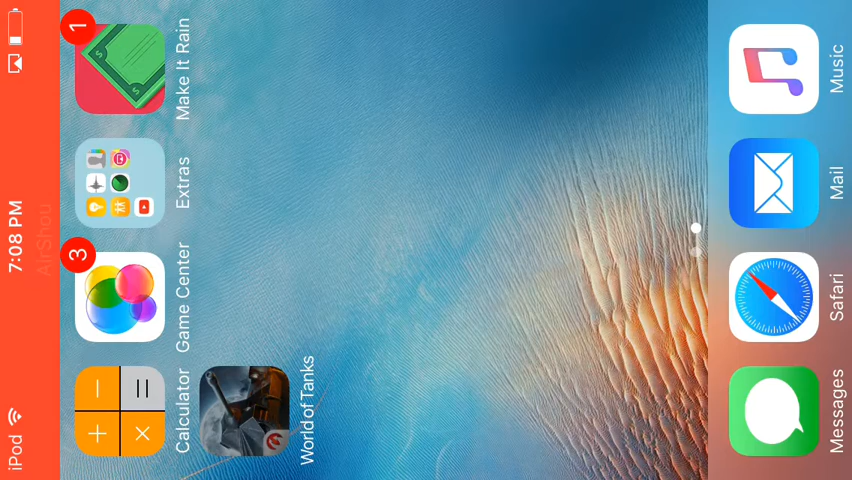 iPod 7:08 PM
AirShou
Calculator Game Center Extras Make It Rain
3
1
World of Tanks
Messages Safari Mail Music